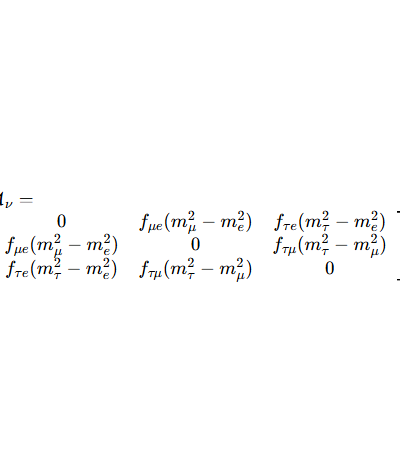 ν =
0 f_{μe}(m_μ^2 − m_e^2) f_{τe}(m_τ^2 − m_e^2)
f_{μe}(m_μ^2 − m_e^2) 0 f_{τμ}(m_τ^2 − m_μ^2)
f_{τe}(m_τ^2 − m_e^2) f_{τμ}(m_τ^2 − m_μ^2) 0